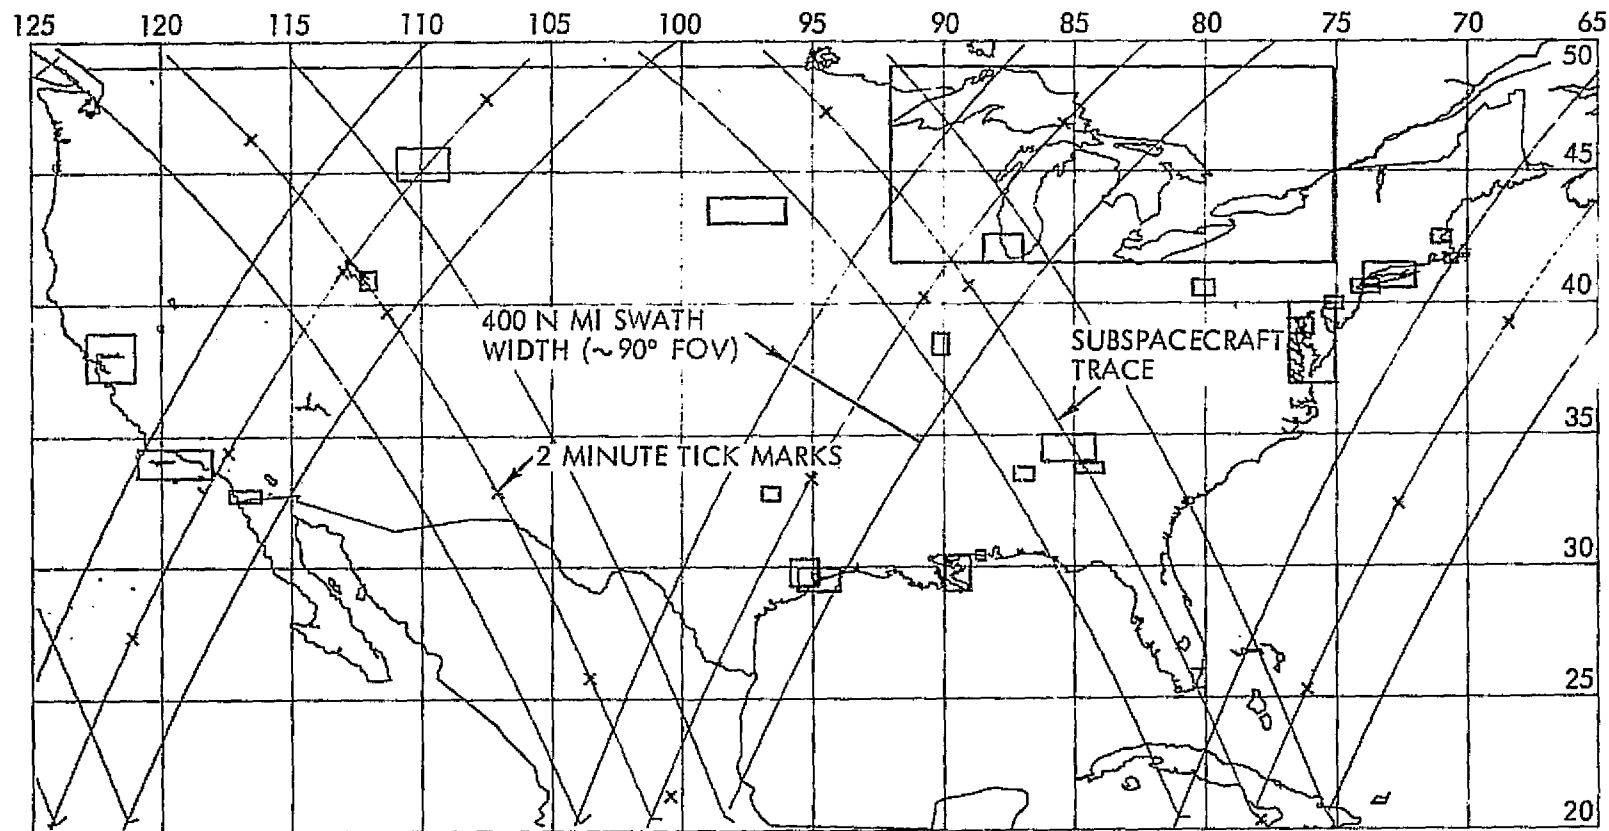 125 120 115 110 105 100 95 90 85 80 75 70 65
50
45
40
400 N MI SWATH
WIDTH (~90° FOV)
SUBSPACECRAFT
TRACE
35
2 MINUTE TICK MARKS
30
25
20